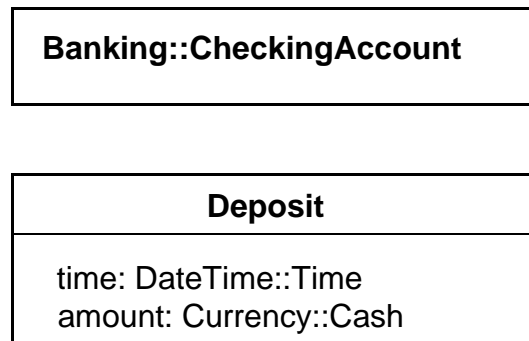 Banking::CheckingAccount
Deposit
time: DateTime::Time
amount: Currency::Cash